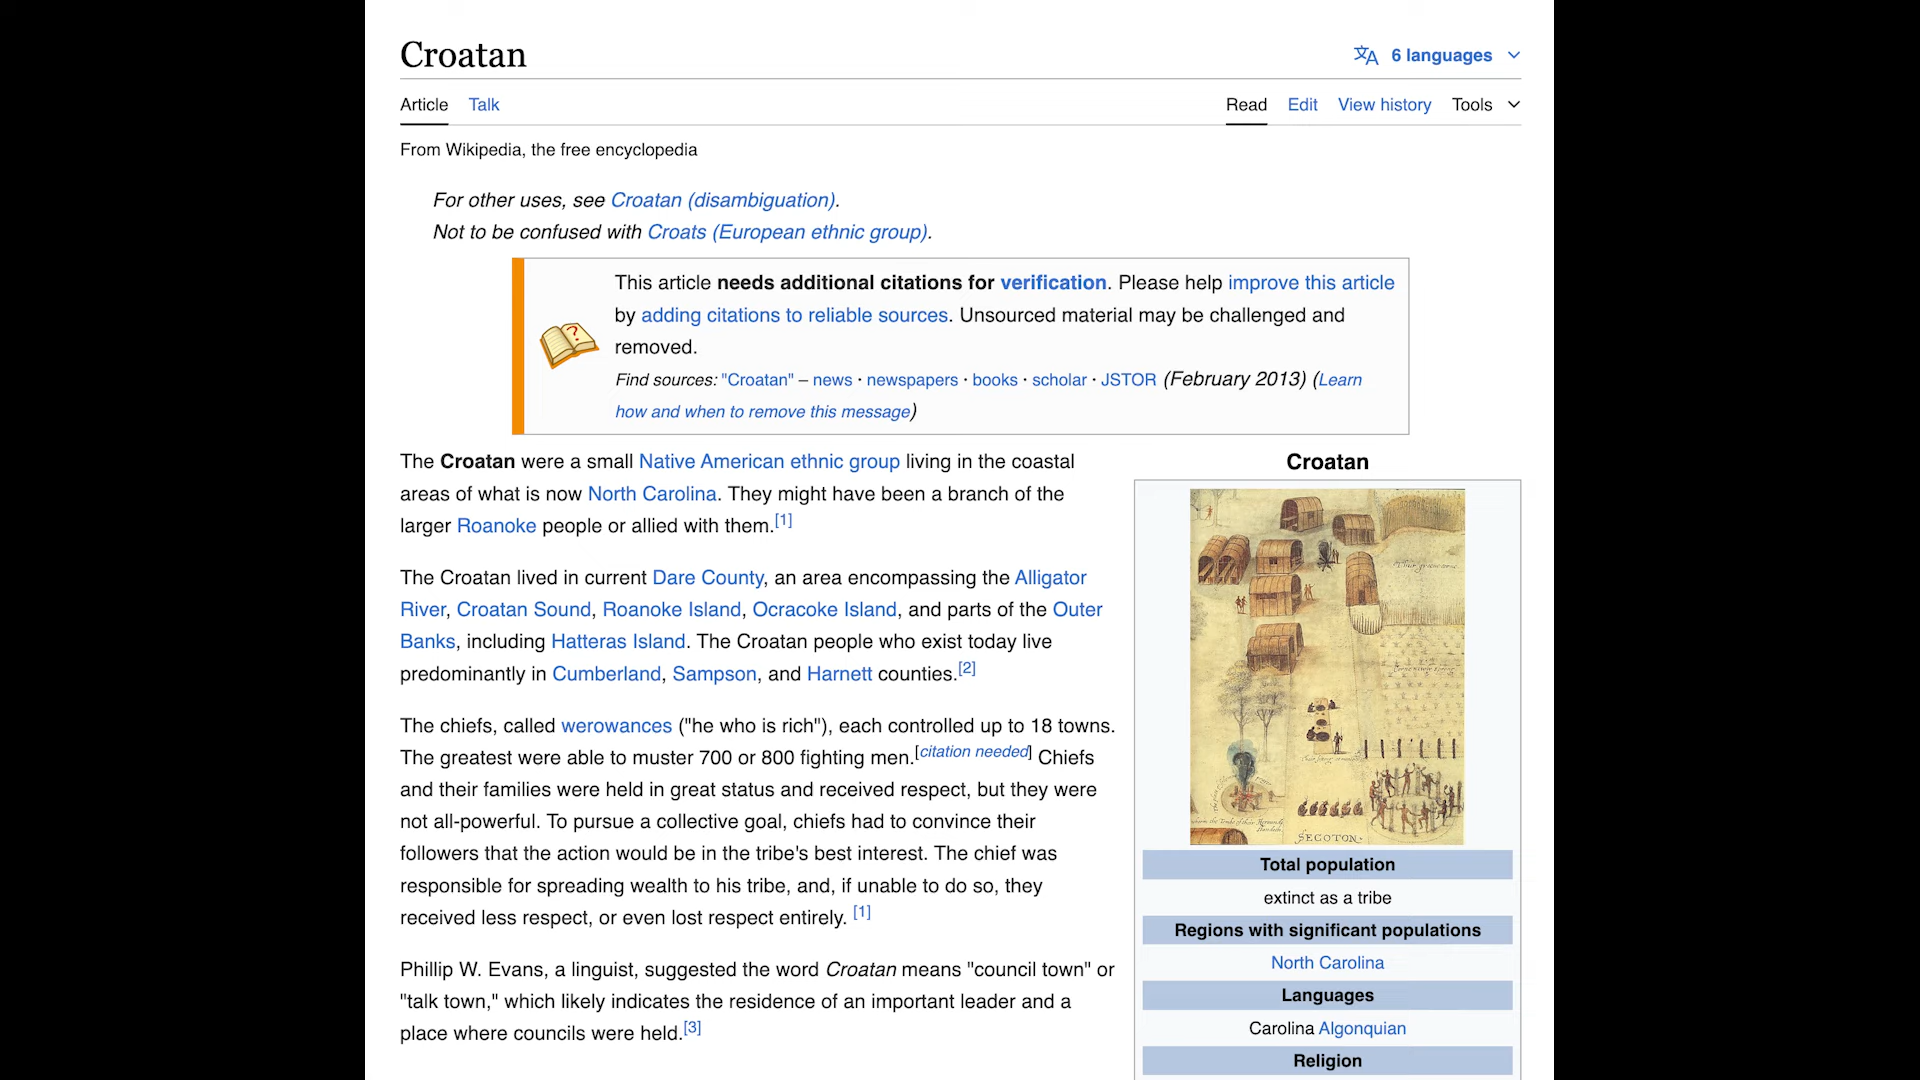 Croatan
6 languages
Article Talk
Read Edit View history Tools
From Wikipedia, the free encyclopedia
For other uses, see Croatan (disambiguation).
Not to be confused with Croats (European ethnic group).
This article needs additional citations for verification. Please help improve this article
by adding citations to reliable sources. Unsourced material may be challenged and
removed.
Find sources: "Croatan" – news · newspapers · books · scholar · JSTOR (February 2013) (Learn
how and when to remove this message)
The Croatan were a small Native American ethnic group living in the coastal
areas of what is now North Carolina. They might have been a branch of the
larger Roanoke people or allied with them.[1]
The Croatan lived in current Dare County, an area encompassing the Alligator
River, Croatan Sound, Roanoke Island, Ocracoke Island, and parts of the Outer
Banks, including Hatteras Island. The Croatan people who exist today live
predominantly in Cumberland, Sampson, and Harnett counties.[2]
The chiefs, called werowances ("he who is rich"), each controlled up to 18 towns.
The greatest were able to muster 700 or 800 fighting men.[citation needed] Chiefs
and their families were held in great status and received respect, but they were
not all-powerful. To pursue a collective goal, chiefs had to convince their
followers that the action would be in the tribe's best interest. The chief was
responsible for spreading wealth to his tribe, and, if unable to do so, they
received less respect, or even lost respect entirely. [1]
Phillip W. Evans, a linguist, suggested the word Croatan means "council town" or
"talk town," which likely indicates the residence of an important leader and a
place where councils were held.[3]
Croatan
SECOTON
Total population
extinct as a tribe
Regions with significant populations
North Carolina
Languages
Carolina Algonquian
Religion